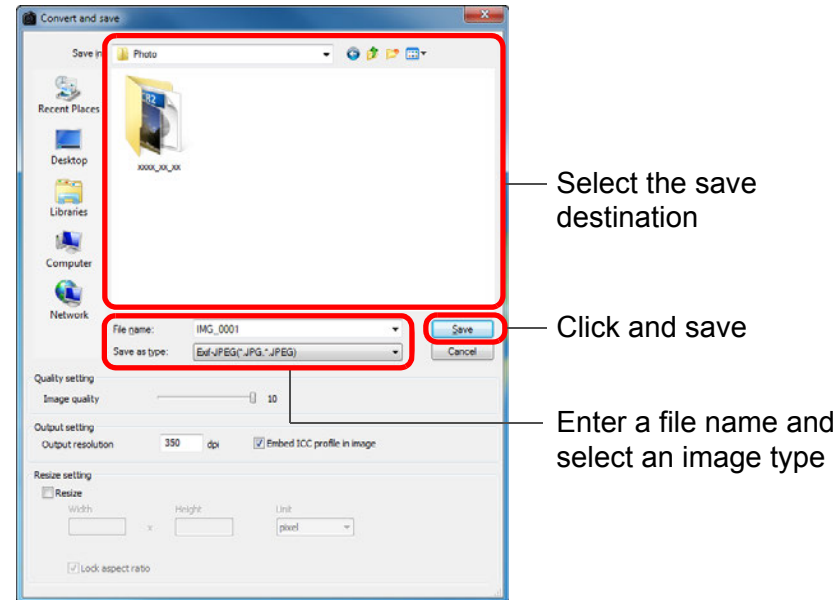 Convert and save
Save in
Photo
Recent Places
Desktop
Libraries
Computer
Network
CR2
xxxx_xx_xx
File name:
IMG_0001
Save
Save as type:
Exif-JPEG(*.JPG,*.JPEG)
Cancel
Quality setting
Image quality
10
Output setting
Output resolution
350
dpi
Embed ICC profile in image
Resize setting
Resize
Width
Height
Unit
x
pixel
Lock aspect ratio
Select the save
destination
Click and save
Enter a file name and
select an image type